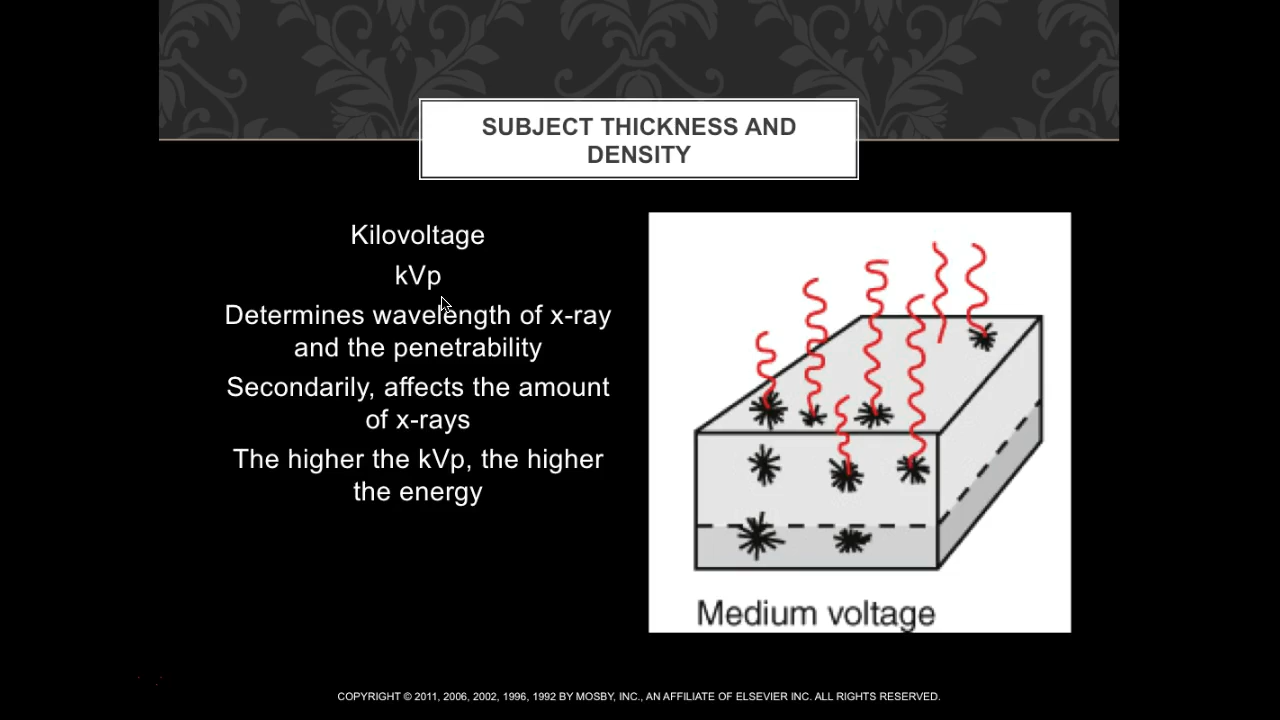 SUBJECT THICKNESS AND
DENSITY
Kilovoltage
kVp
Determines wavelength of x-ray
and the penetrability
Secondarily, affects the amount
of x-rays
The higher the kVp, the higher
the energy
Medium voltage
COPYRIGHT © 2011, 2006, 2002, 1996, 1992 BY MOSBY, INC., AN AFFILIATE OF ELSEVIER INC. ALL RIGHTS RESERVED.